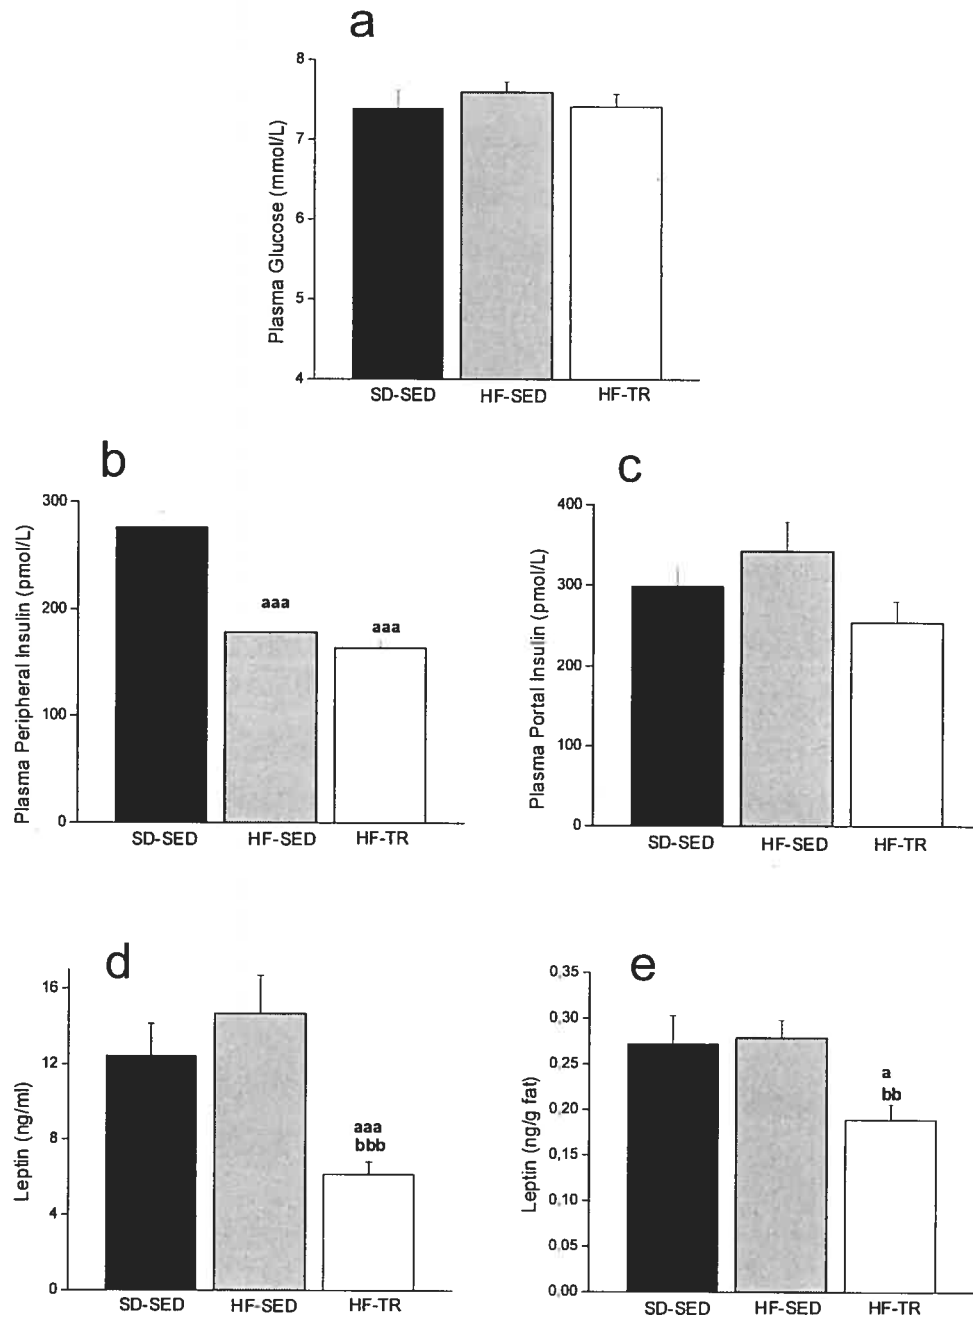 a
Plasma Glucose (mmol/L)
8
7
6
5
4
SD-SED HF-SED HF-TR
b
Plasma Peripheral Insulin (pmol/L)
300
200
100
0
aaa
aaa
SD-SED HF-SED HF-TR
c
Plasma Portal Insulin (pmol/L)
400
300
200
100
0
SD-SED HF-SED HF-TR
d
Leptin (ng/ml)
16
12
8
4
0
aaa
bbb
SD-SED HF-SED HF-TR
e
Leptin (ng/g fat)
0,35
0,30
0,25
0,20
0,15
0,10
0,05
0,00
a
bb
SD-SED HF-SED HF-TR